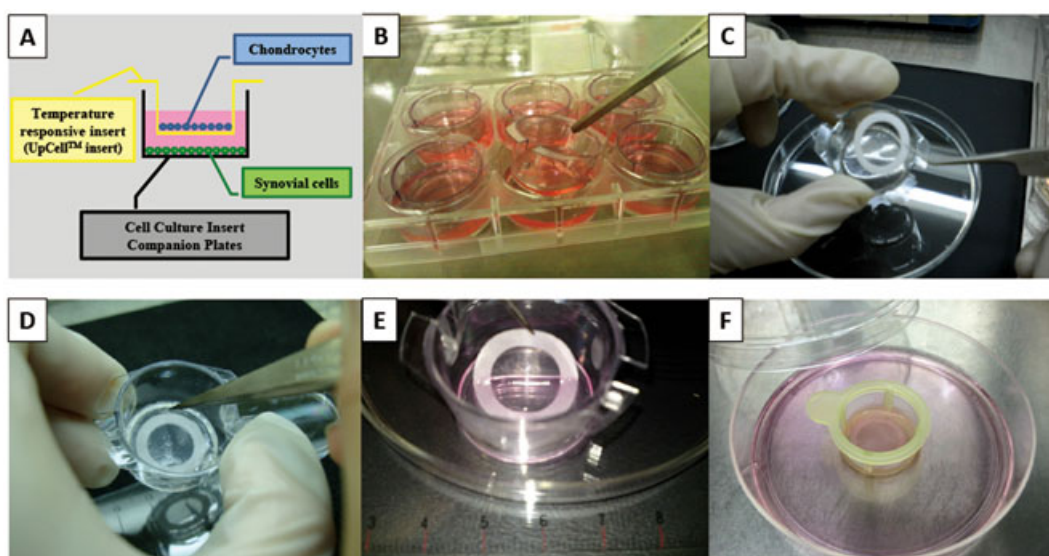 A
Chondrocytes
Temperature
responsive insert
(UpCell™ insert)
Synovial cells
Cell Culture Insert
Companion Plates
B
C
D
E
3 4 5 6 7 8
F